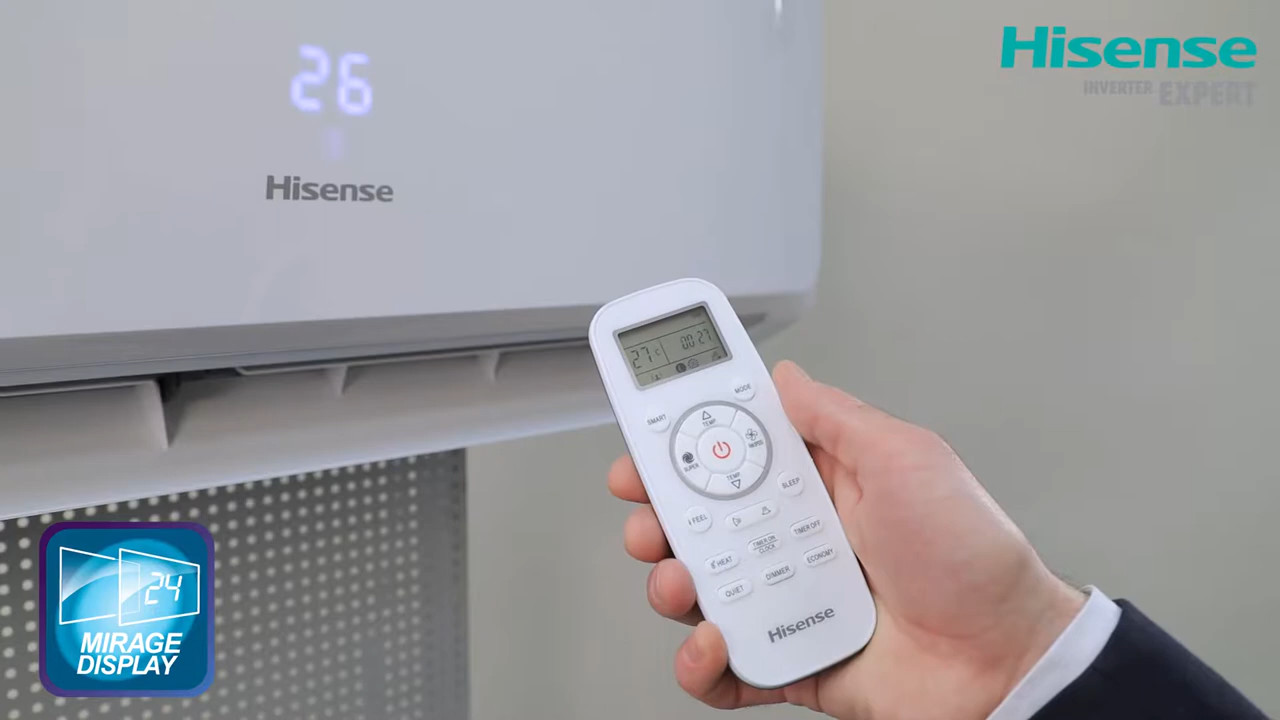 26
Hisense
Hisense
INVERTER EXPERT
27 °C
00:27
MODE
SMART
TEMP
SUPER
TEMP
SLEEP
I FEEL
TIMER ON
CLOCK
TIMER OFF
8 HEAT
DIMMER
ECONOMY
QUIET
Hisense
24
MIRAGE
DISPLAY